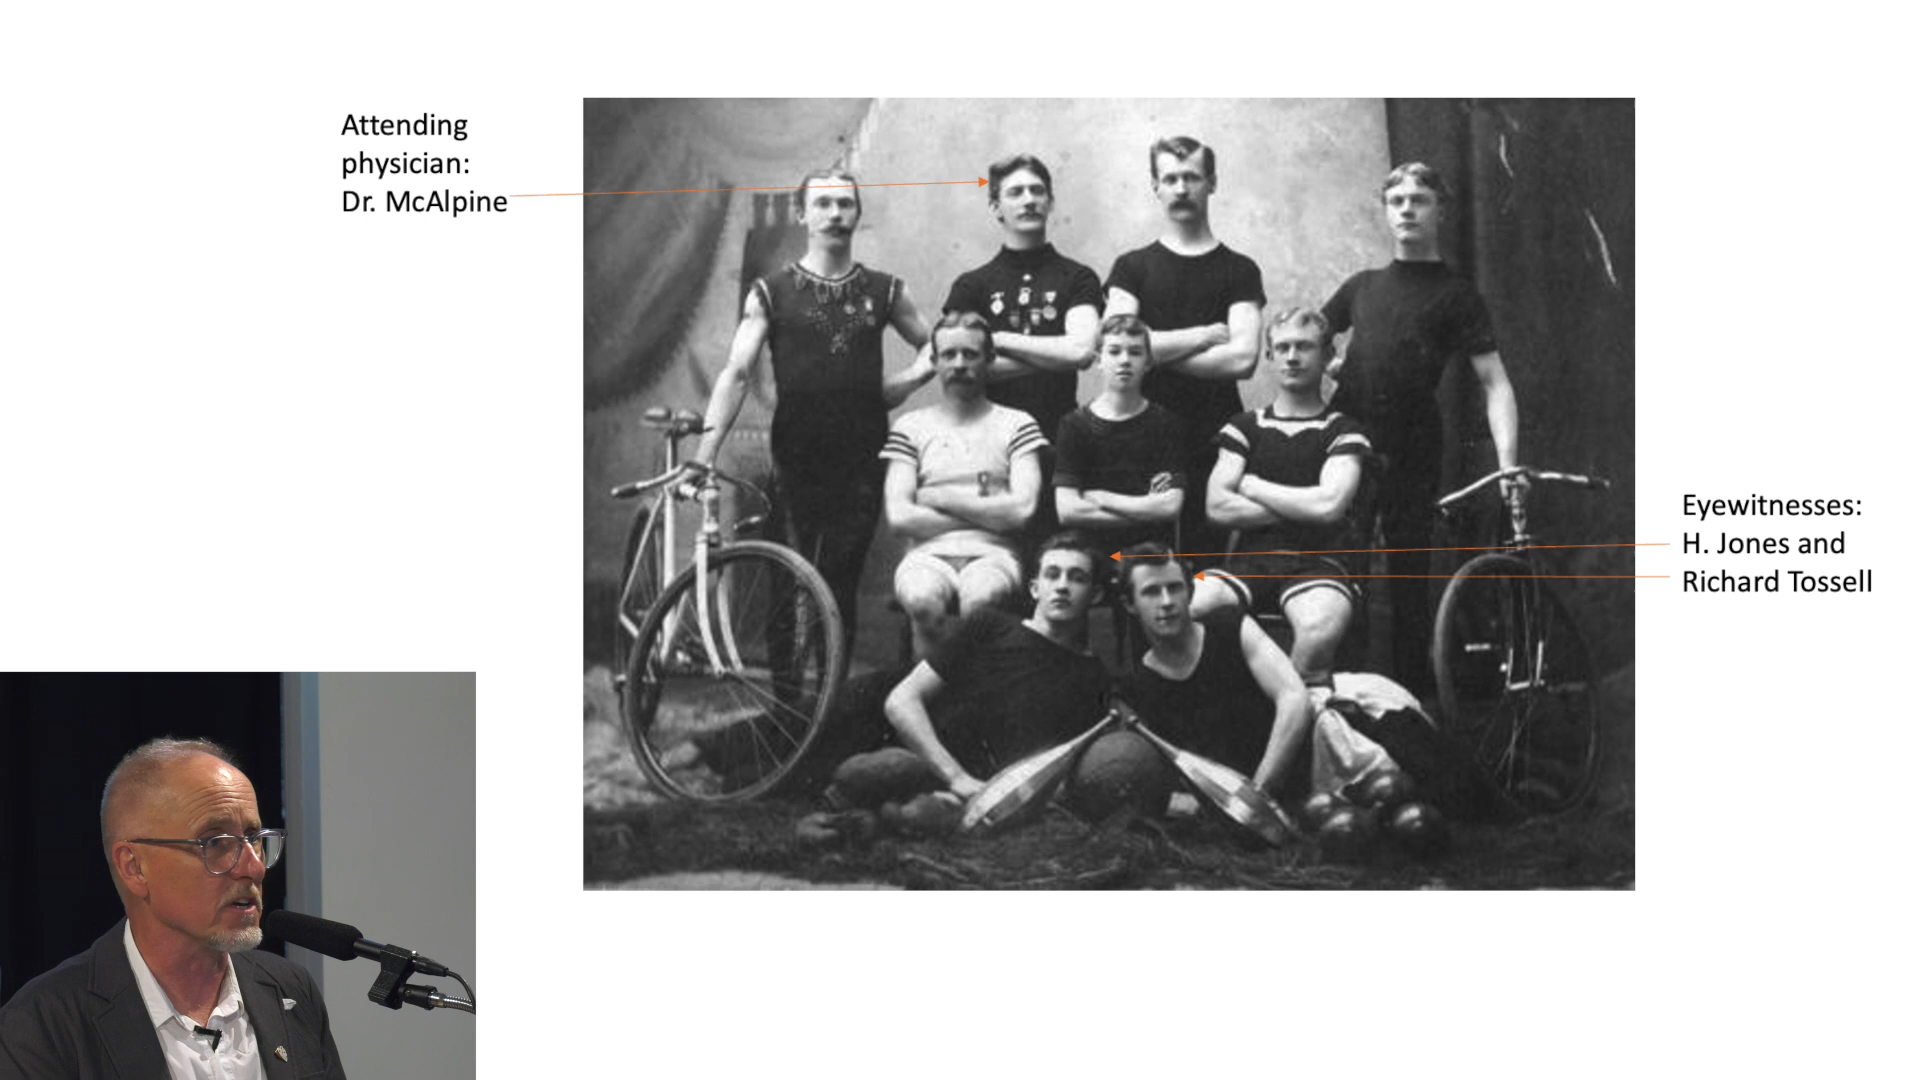 Attending
physician:
Dr. McAlpine
Eyewitnesses:
H. Jones and
Richard Tossell